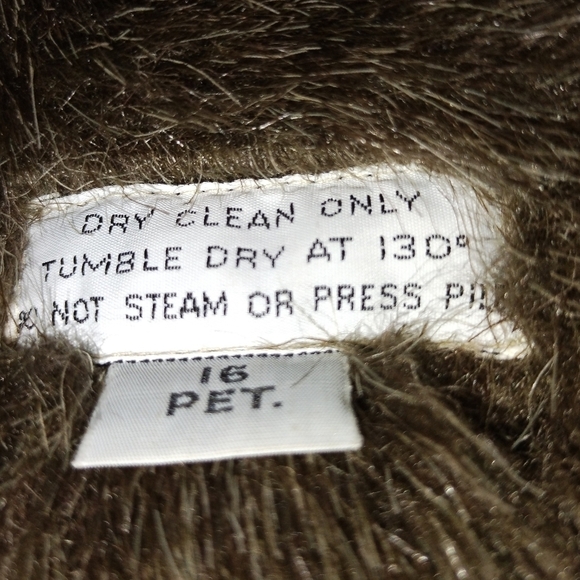 DRY CLEAN ONLY
TUMBLE DRY AT 130°
NOT STEAM OR PRESS
16
PET.